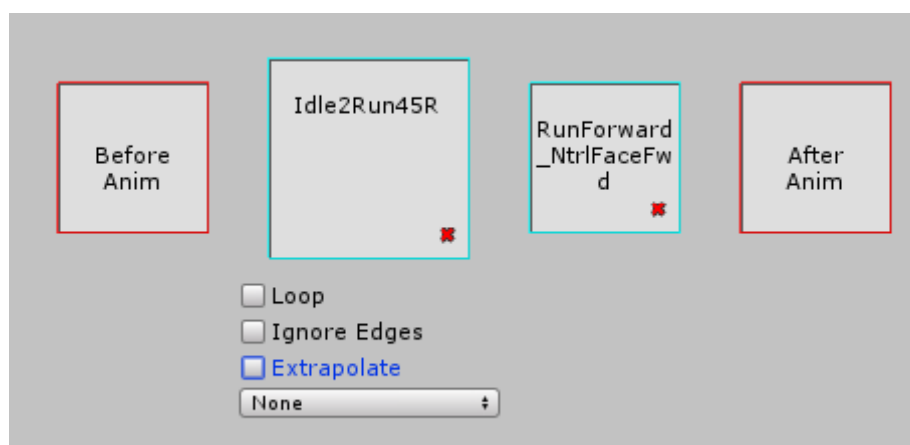 Before
Anim
Idle2Run45R
RunForward
_NtrlFaceFw
d
After
Anim
Loop
Ignore Edges
Extrapolate
None